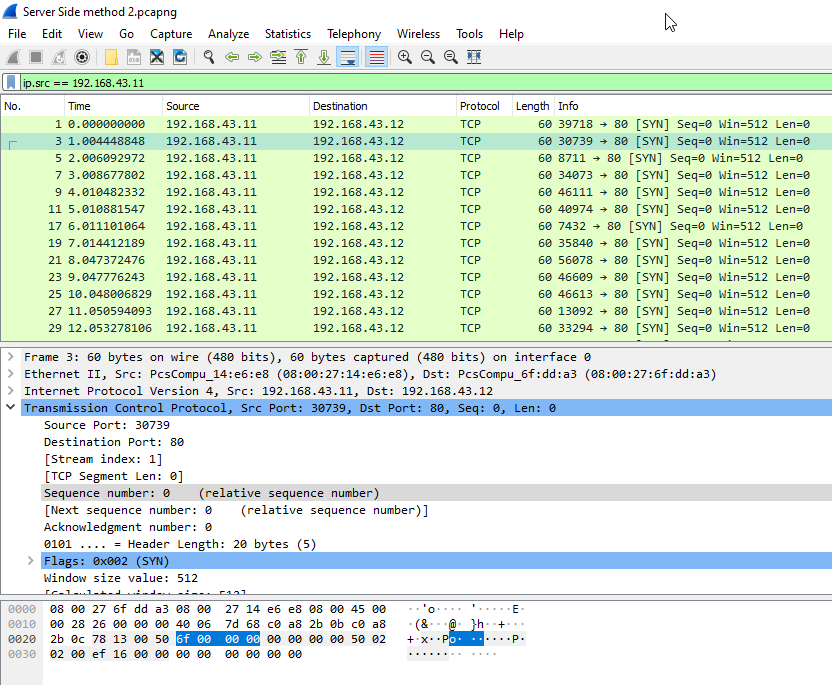 Server Side method 2.pcapng
File Edit View Go Capture Analyze Statistics Telephony Wireless Tools Help
ip.src == 192.168.43.11
No. Time Source Destination Protocol Length Info
1 0.000000000 192.168.43.11 192.168.43.12 TCP 60 39718 → 80 [SYN] Seq=0 Win=512 Len=0
3 1.004448848 192.168.43.11 192.168.43.12 TCP 60 30739 → 80 [SYN] Seq=0 Win=512 Len=0
5 2.006092972 192.168.43.11 192.168.43.12 TCP 60 8711 → 80 [SYN] Seq=0 Win=512 Len=0
7 3.008677802 192.168.43.11 192.168.43.12 TCP 60 34073 → 80 [SYN] Seq=0 Win=512 Len=0
9 4.010482332 192.168.43.11 192.168.43.12 TCP 60 46111 → 80 [SYN] Seq=0 Win=512 Len=0
11 5.010881547 192.168.43.11 192.168.43.12 TCP 60 40974 → 80 [SYN] Seq=0 Win=512 Len=0
17 6.011101064 192.168.43.11 192.168.43.12 TCP 60 7432 → 80 [SYN] Seq=0 Win=512 Len=0
19 7.014412189 192.168.43.11 192.168.43.12 TCP 60 35840 → 80 [SYN] Seq=0 Win=512 Len=0
21 8.047372476 192.168.43.11 192.168.43.12 TCP 60 56078 → 80 [SYN] Seq=0 Win=512 Len=0
23 9.047776243 192.168.43.11 192.168.43.12 TCP 60 46609 → 80 [SYN] Seq=0 Win=512 Len=0
25 10.048006829 192.168.43.11 192.168.43.12 TCP 60 46613 → 80 [SYN] Seq=0 Win=512 Len=0
27 11.050594093 192.168.43.11 192.168.43.12 TCP 60 13092 → 80 [SYN] Seq=0 Win=512 Len=0
29 12.053278106 192.168.43.11 192.168.43.12 TCP 60 33294 → 80 [SYN] Seq=0 Win=512 Len=0
Frame 3: 60 bytes on wire (480 bits), 60 bytes captured (480 bits) on interface 0
Ethernet II, Src: PcsCompu_14:e6:e8 (08:00:27:14:e6:e8), Dst: PcsCompu_6f:dd:a3 (08:00:27:6f:dd:a3)
Internet Protocol Version 4, Src: 192.168.43.11, Dst: 192.168.43.12
Transmission Control Protocol, Src Port: 30739, Dst Port: 80, Seq: 0, Len: 0
Source Port: 30739
Destination Port: 80
[Stream index: 1]
[TCP Segment Len: 0]
Sequence number: 0 (relative sequence number)
[Next sequence number: 0 (relative sequence number)]
Acknowledgment number: 0
0101 .... = Header Length: 20 bytes (5)
Flags: 0x002 (SYN)
Window size value: 512
[Calculated window size: 512]
0000 08 00 27 6f dd a3 08 00 27 14 e6 e8 08 00 45 00 ··'o···· '·····E·
0010 00 28 26 00 00 00 40 06 7d 68 c0 a8 2b 0b c0 a8 ·(&···@· }h··+···
0020 2b 0c 78 13 00 50 6f 00 00 00 00 00 00 00 50 02 +·x··Po· ······P·
0030 02 00 ef 16 00 00 00 00 00 00 00 00 ········ ····